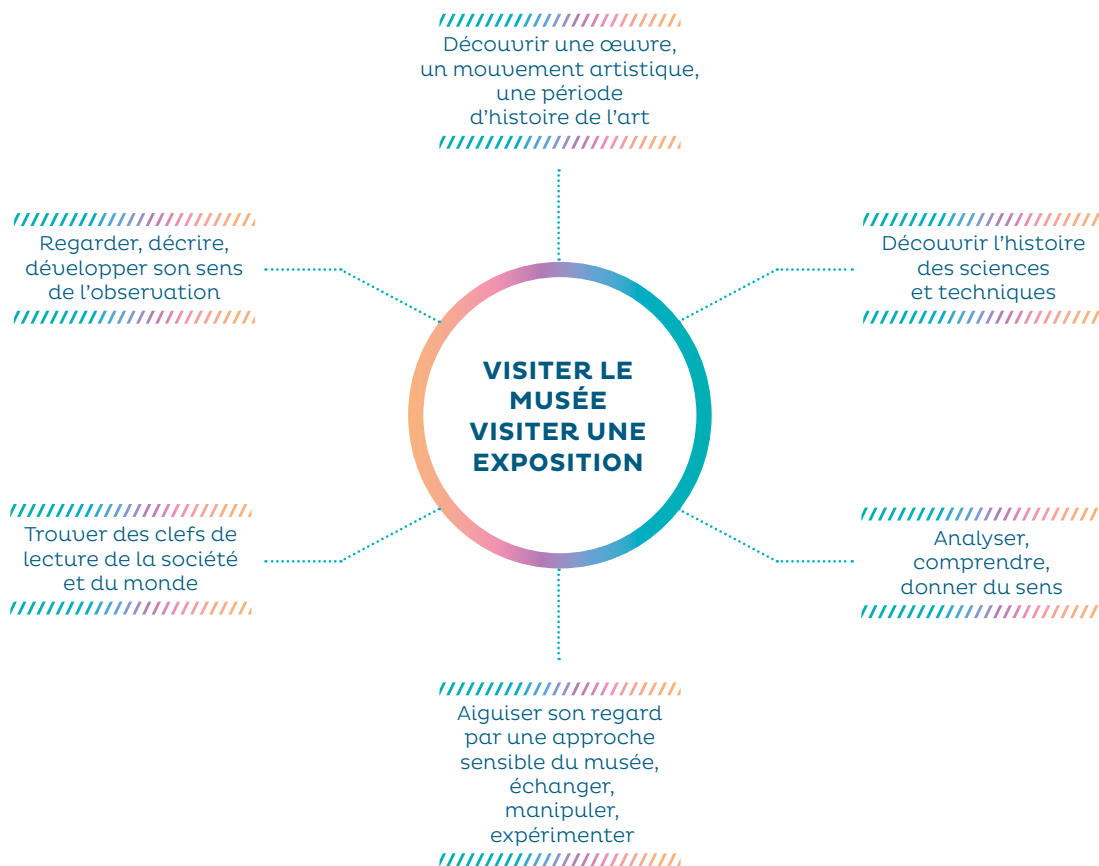 Découvrir une œuvre,
un mouvement artistique,
une période
d'histoire de l'art
Regarder, décrire,
développer son sens
de l'observation
Découvrir l'histoire
des sciences
et techniques
VISITER LE
MUSÉE
VISITER UNE
EXPOSITION
Trouver des clefs de
lecture de la société
et du monde
Analyser,
comprendre,
donner du sens
Aiguiser son regard
par une approche
sensible du musée,
échanger,
manipuler,
expérimenter